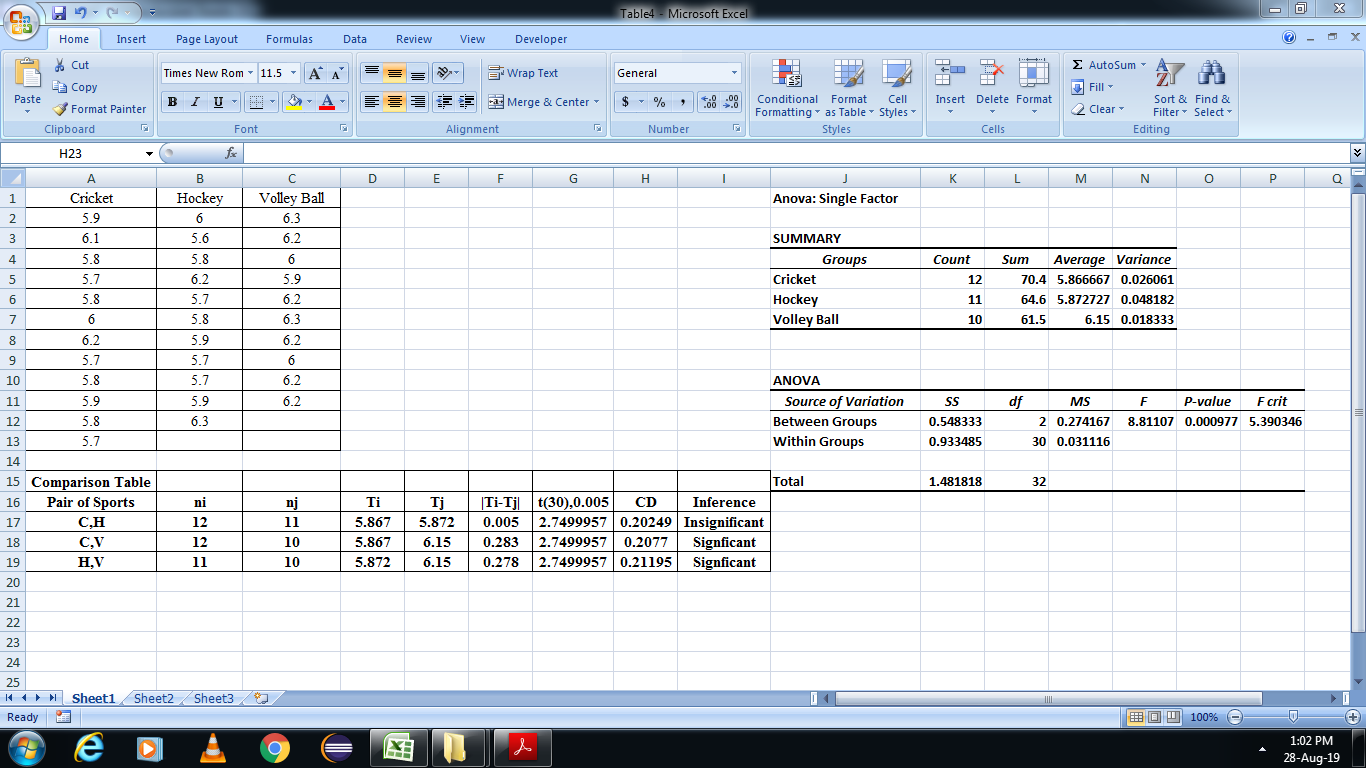 Table4 - Microsoft Excel
Home Insert Page Layout Formulas Data Review View Developer
Paste
Cut
Copy
Format Painter
Clipboard
Times New Rom 11.5
B I U
Font
Wrap Text
Merge & Center
Alignment
General
$ % ,
Number
Conditional Formatting
Format as Table
Cell Styles
Styles
Insert Delete Format
Cells
Σ AutoSum
Fill
Clear
Sort & Filter
Find & Select
Editing
H23 fx
A B C D E F G H I J K L M N O P Q
1 Cricket Hockey Volley Ball Anova: Single Factor
2 5.9 6 6.3
3 6.1 5.6 6.2 SUMMARY
4 5.8 5.8 6 Groups Count Sum Average Variance
5 5.7 6.2 5.9 Cricket 12 70.4 5.866667 0.026061
6 5.8 5.7 6.2 Hockey 11 64.6 5.872727 0.048182
7 6 5.8 6.3 Volley Ball 10 61.5 6.15 0.018333
8 6.2 5.9 6.2
9 5.7 5.7 6
10 5.8 5.7 6.2 ANOVA
11 5.9 5.9 6.2 Source of Variation SS df MS F P-value F crit
12 5.8 6.3 Between Groups 0.548333 2 0.274167 8.81107 0.000977 5.390346
13 5.7 Within Groups 0.933485 30 0.031116
14
15 Comparison Table Total 1.481818 32
16 Pair of Sports ni nj Ti Tj |Ti-Tj| t(30),0.005 CD Inference
17 C,H 12 11 5.867 5.872 0.005 2.7499957 0.20249 Insignificant
18 C,V 12 10 5.867 6.15 0.283 2.7499957 0.2077 Signficant
19 H,V 11 10 5.872 6.15 0.278 2.7499957 0.21195 Signficant
20
21
22
23
24
25
Sheet1 Sheet2 Sheet3
Ready 100%
1:02 PM
28-Aug-19